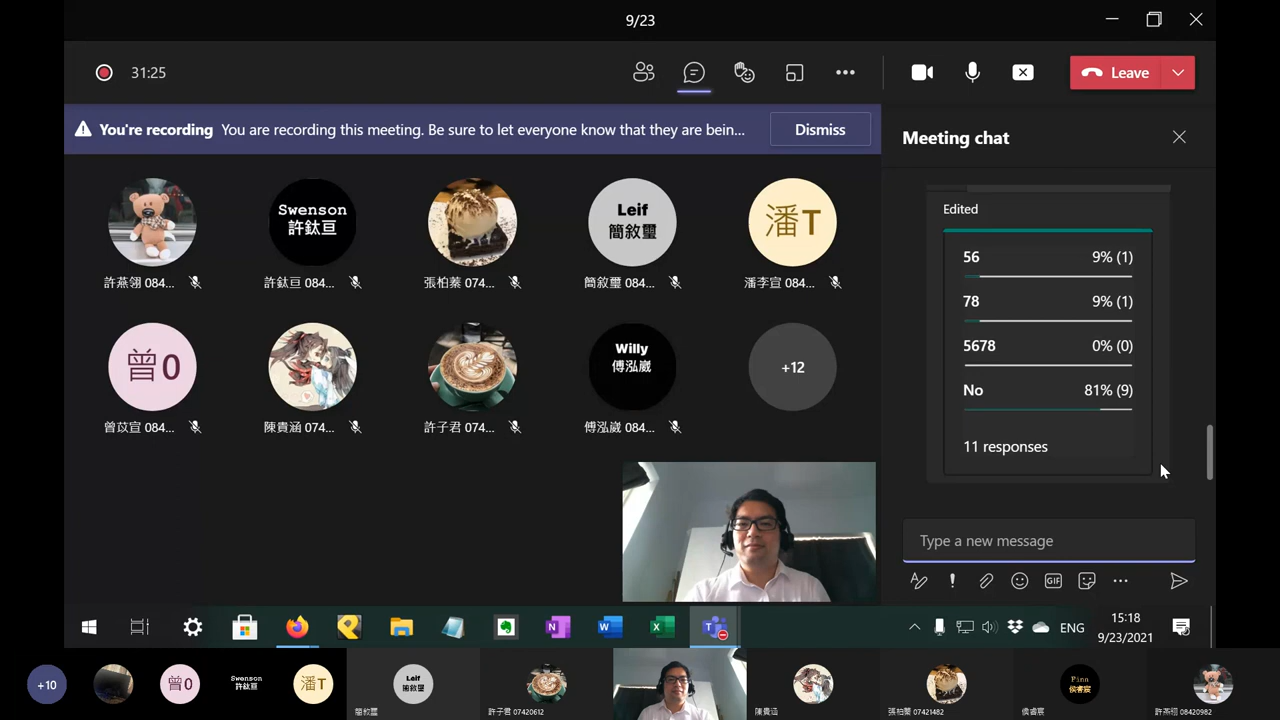 9/23
31:25
Leave
You're recording You are recording this meeting. Be sure to let everyone know that they are bein...
Dismiss
Meeting chat
Swenson
許鈦亘
Leif
簡敘璽
潘T
許燕翎 084...
許鈦亘 084...
張柏蓁 074...
簡敘璽 084...
潘李宣 084...
曾0
Willy
傅泓崴
+12
曾苡宣 084...
陳貴涵 074...
許子君 074...
傅泓崴 084...
Edited
56 9% (1)
78 9% (1)
5678 0% (0)
No 81% (9)
11 responses
Type a new message
GIF
ENG
15:18
9/23/2021
+10
曾0
Swenson
許鈦亘
潘T
Leif
簡敘璽
簡敘璽
許子君 07420612
陳貴涵
張柏蓁 07421482
Pinn
侯睿宸
侯睿宸
許燕翎 08420982